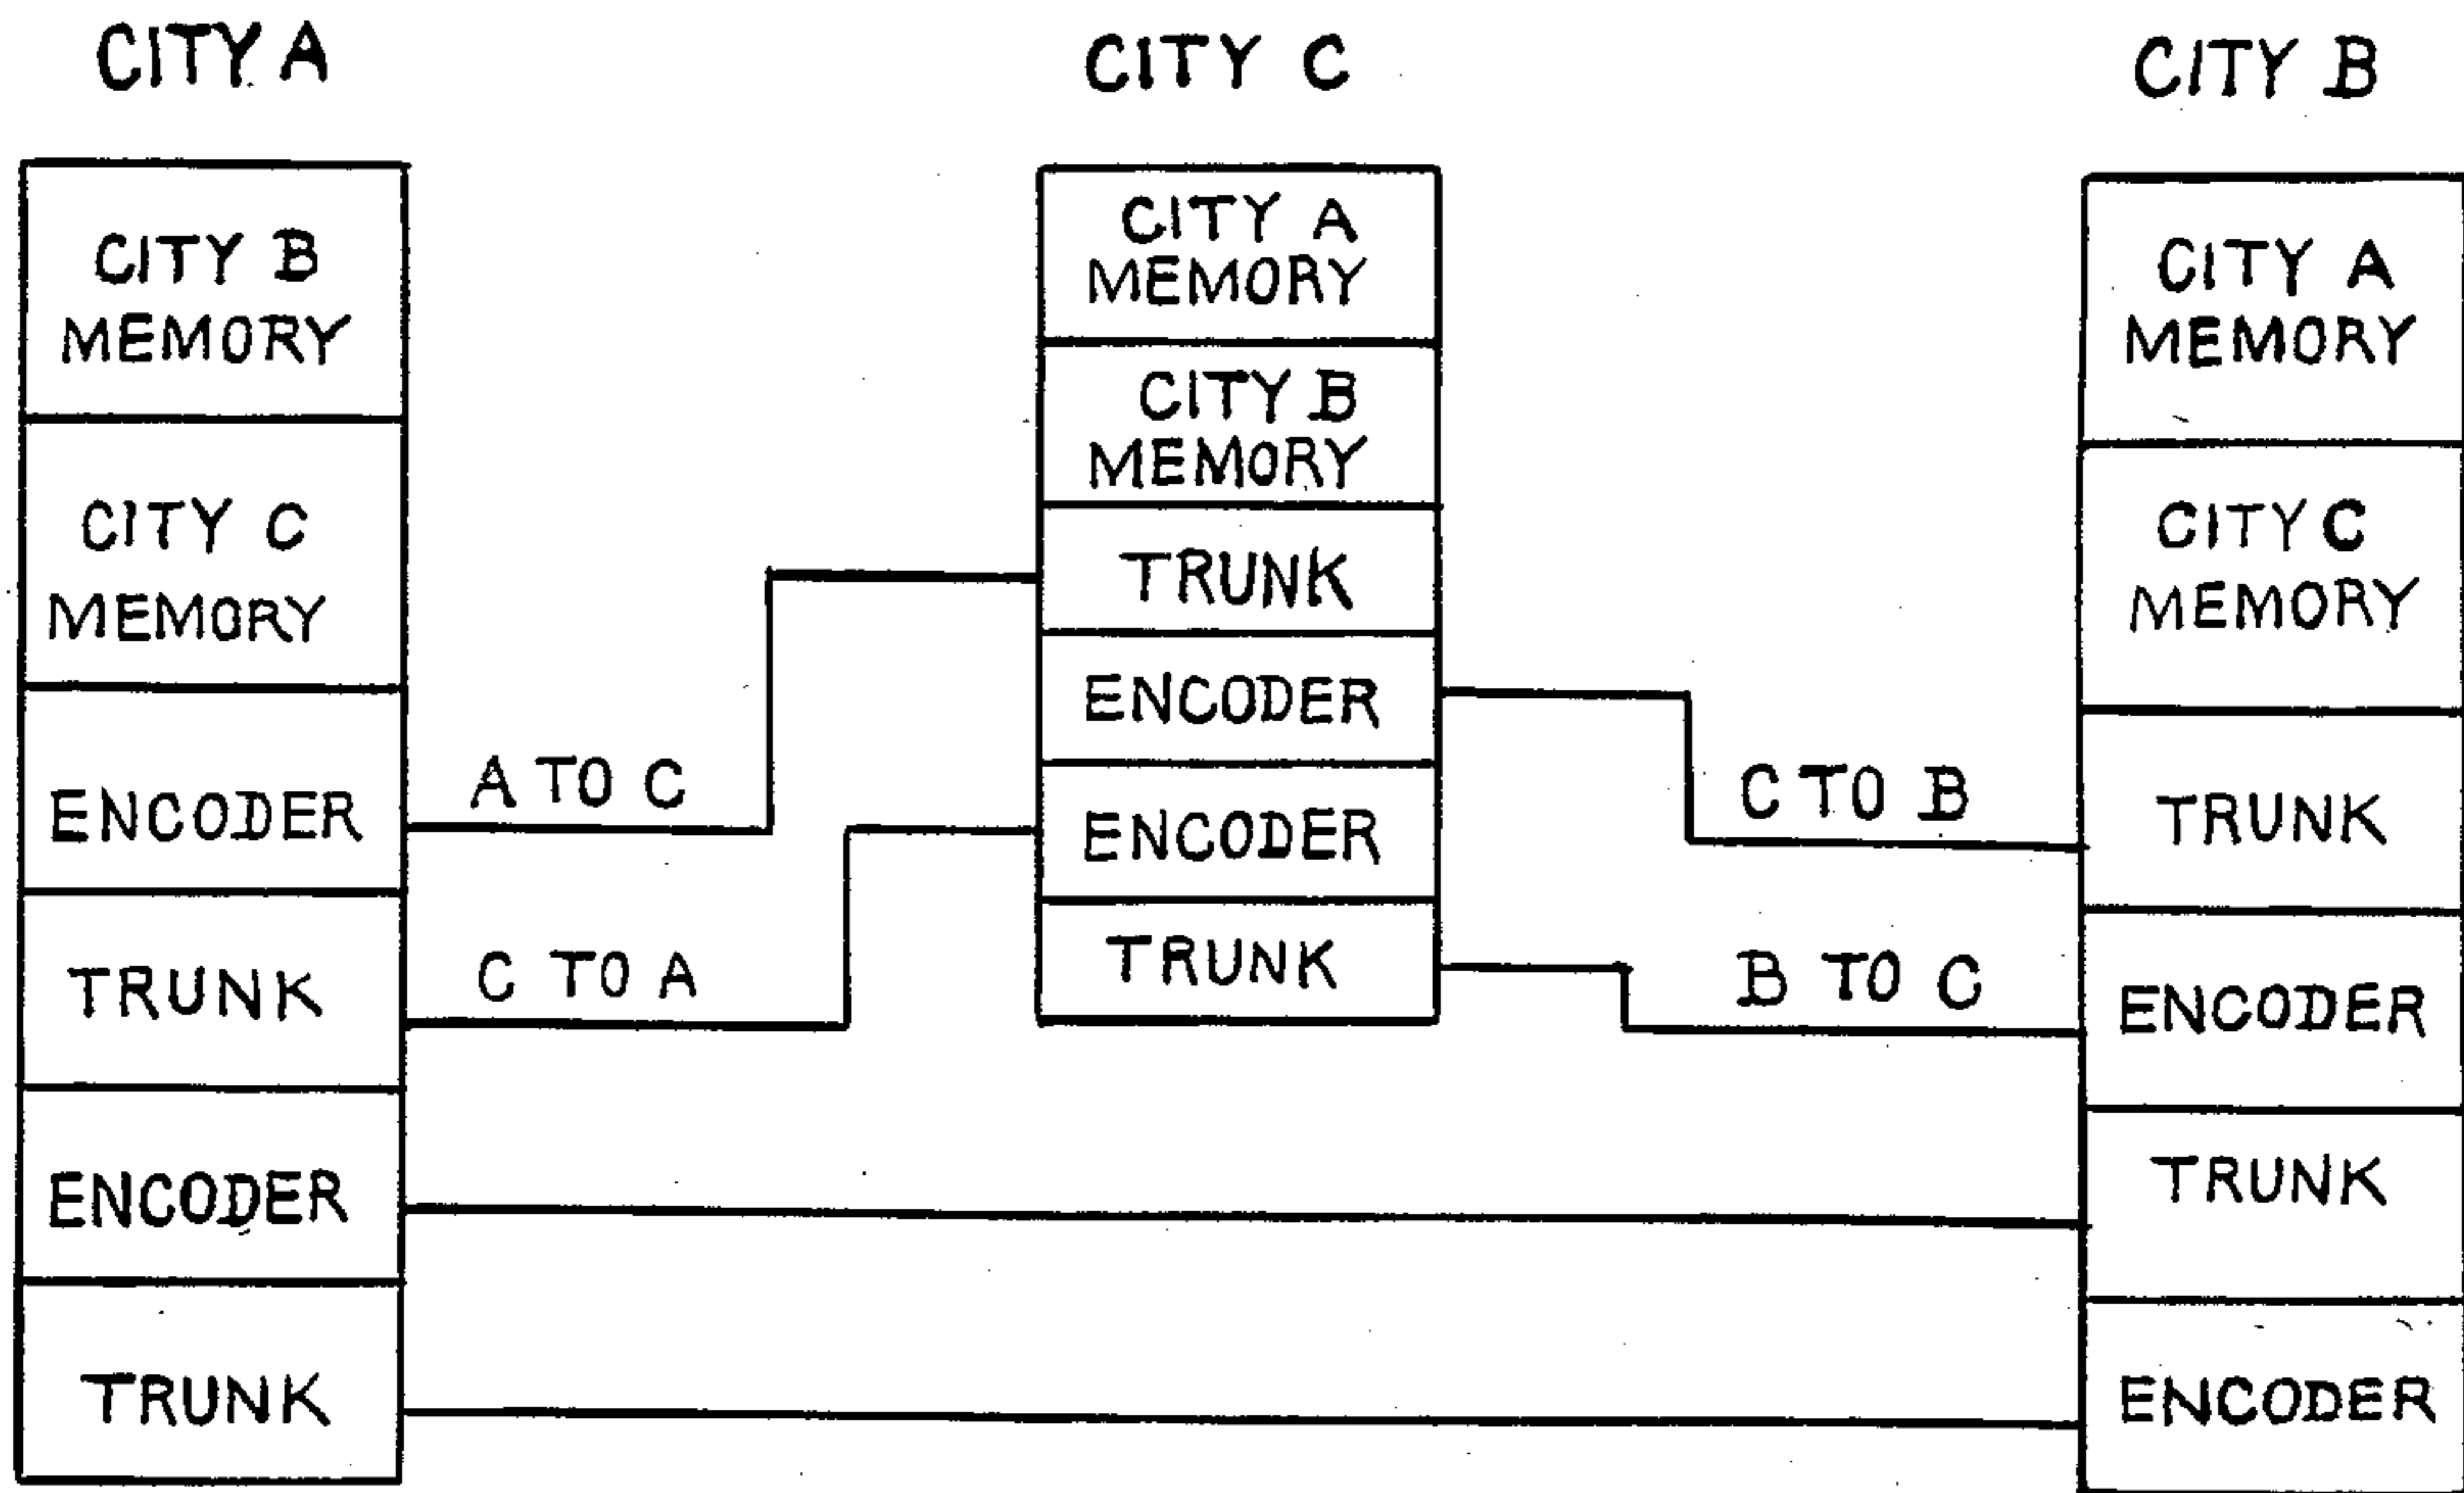 CITY A
CITY C
CITY B
CITY B
MEMORY
CITY C
MEMORY
ENCODER
TRUNK
ENCODER
TRUNK
A TO C
C TO A
CITY A
MEMORY
CITY B
MEMORY
TRUNK
ENCODER
ENCODER
TRUNK
C TO B
B TO C
CITY A
MEMORY
CITY C
MEMORY
TRUNK
ENCODER
TRUNK
ENCODER